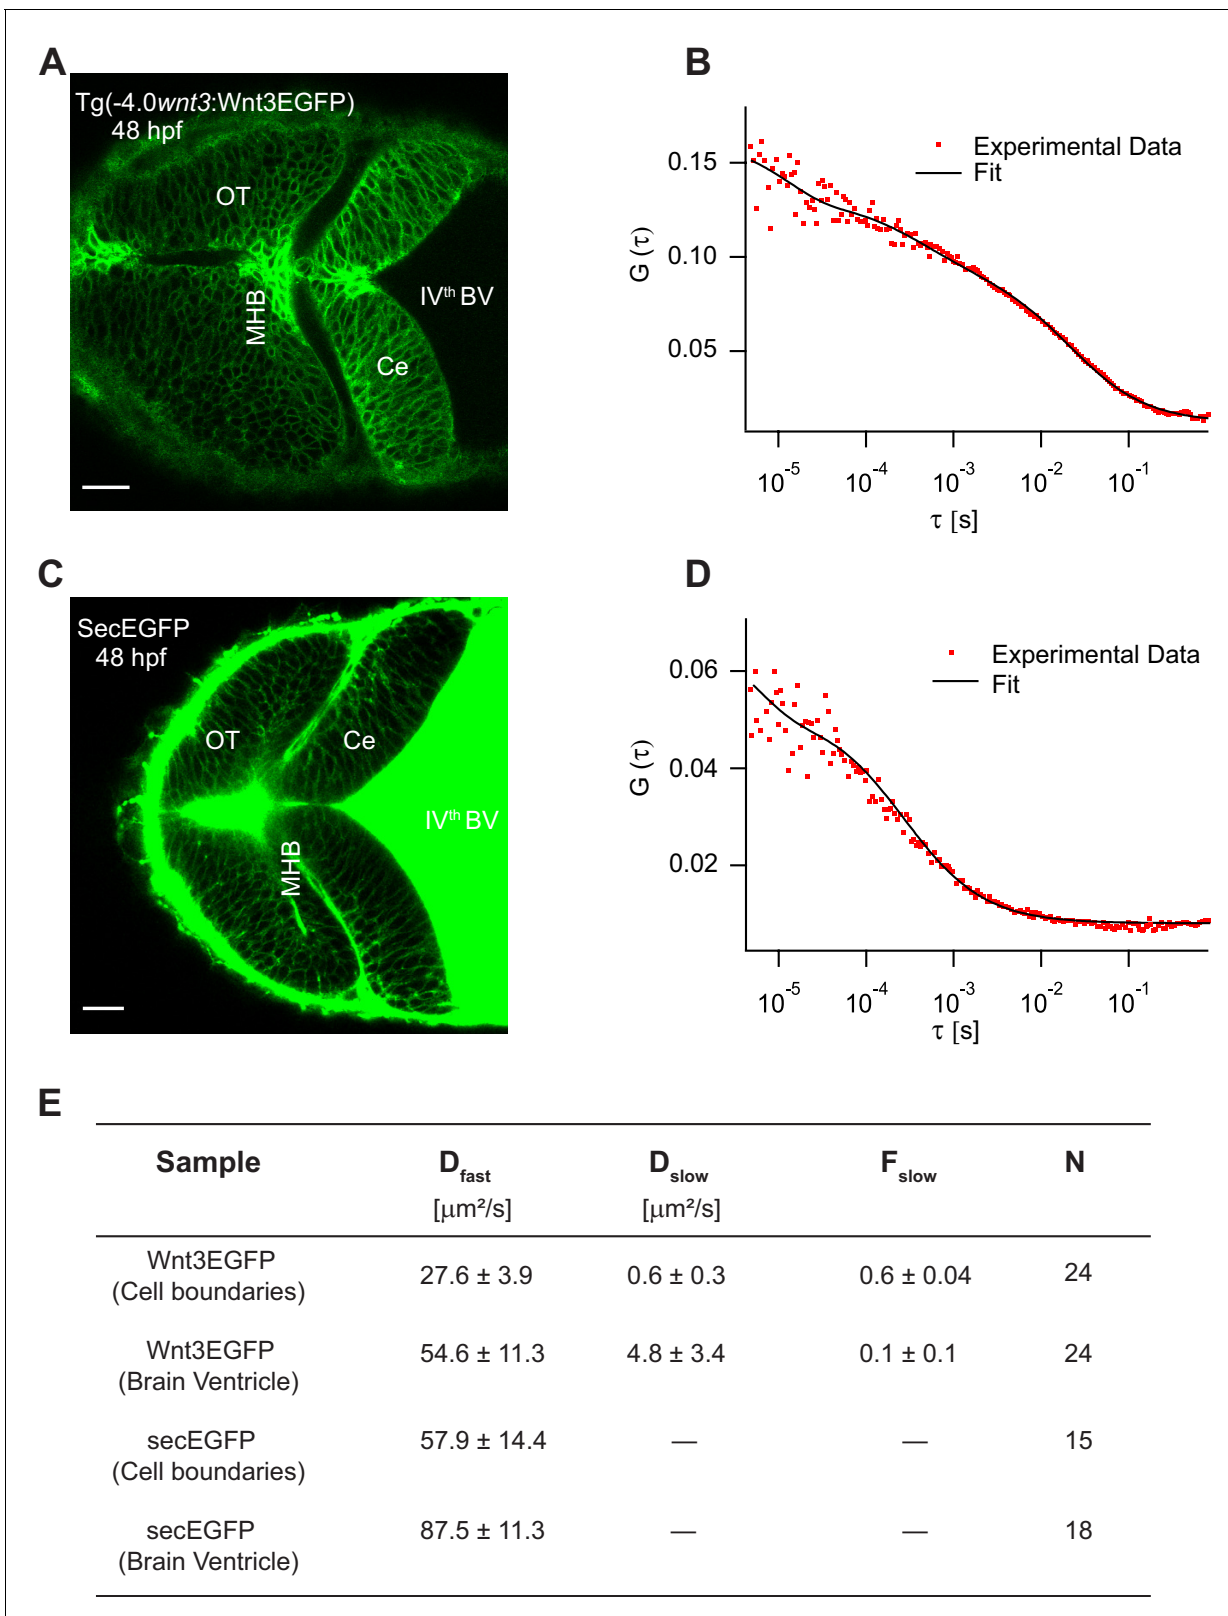 A
Tg(-4.0wnt3:Wnt3EGFP)
48 hpf
OT
MHB
IVth BV
Ce
B
Experimental Data
Fit
0.15
0.10
0.05
G (τ)
10⁻⁵ 10⁻⁴ 10⁻³ 10⁻² 10⁻¹
τ [s]
C
SecEGFP
48 hpf
OT
Ce
IVth BV
MHB
D
Experimental Data
Fit
0.06
0.04
0.02
G (τ)
10⁻⁵ 10⁻⁴ 10⁻³ 10⁻² 10⁻¹
τ [s]
E
Sample Dfast Dslow Fslow N
[μm²/s] [μm²/s]
Wnt3EGFP
(Cell boundaries) 27.6 ± 3.9 0.6 ± 0.3 0.6 ± 0.04 24
Wnt3EGFP
(Brain Ventricle) 54.6 ± 11.3 4.8 ± 3.4 0.1 ± 0.1 24
secEGFP
(Cell boundaries) 57.9 ± 14.4 — — 15
secEGFP
(Brain Ventricle) 87.5 ± 11.3 — — 18